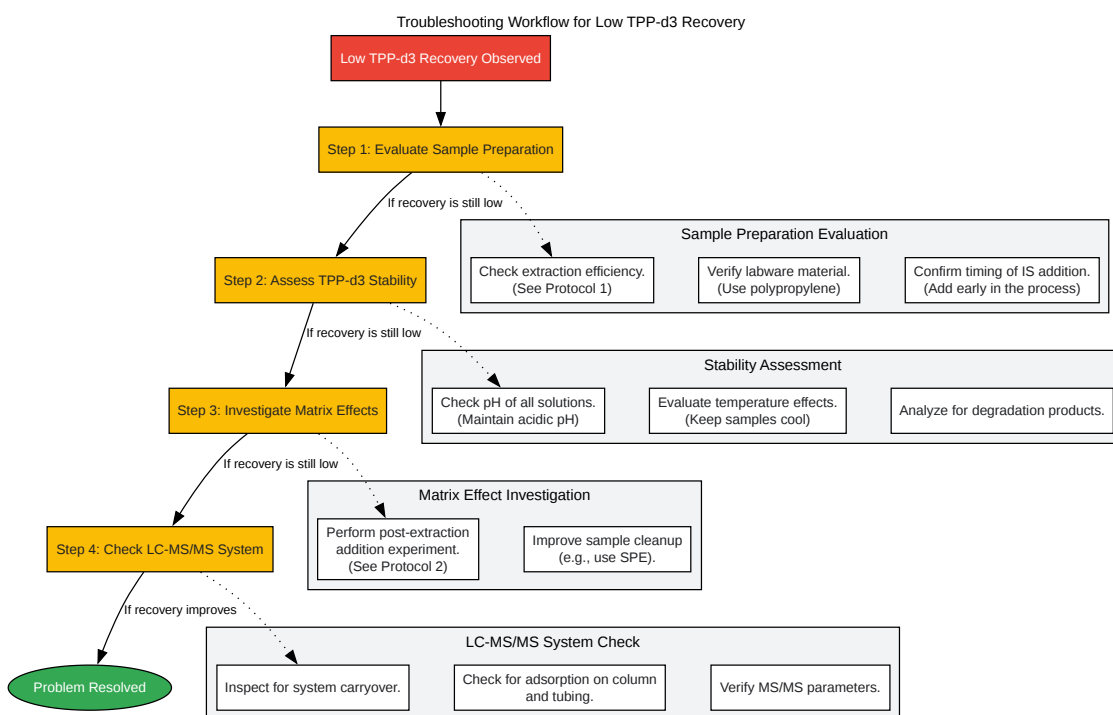 Troubleshooting Workflow for Low TPP-d3 Recovery
Low TPP-d3 Recovery Observed
Step 1: Evaluate Sample Preparation
If recovery is still low
Sample Preparation Evaluation
Check extraction efficiency.
(See Protocol 1)
Verify labware material.
(Use polypropylene)
Confirm timing of IS addition.
(Add early in the process)
Step 2: Assess TPP-d3 Stability
If recovery is still low
Stability Assessment
Check pH of all solutions.
(Maintain acidic pH)
Evaluate temperature effects.
(Keep samples cool)
Analyze for degradation products.
Step 3: Investigate Matrix Effects
If recovery is still low
Matrix Effect Investigation
Perform post-extraction
addition experiment.
(See Protocol 2)
Improve sample cleanup
(e.g., use SPE).
Step 4: Check LC-MS/MS System
If recovery improves
LC-MS/MS System Check
Inspect for system carryover.
Check for adsorption on column
and tubing.
Verify MS/MS parameters.
Problem Resolved